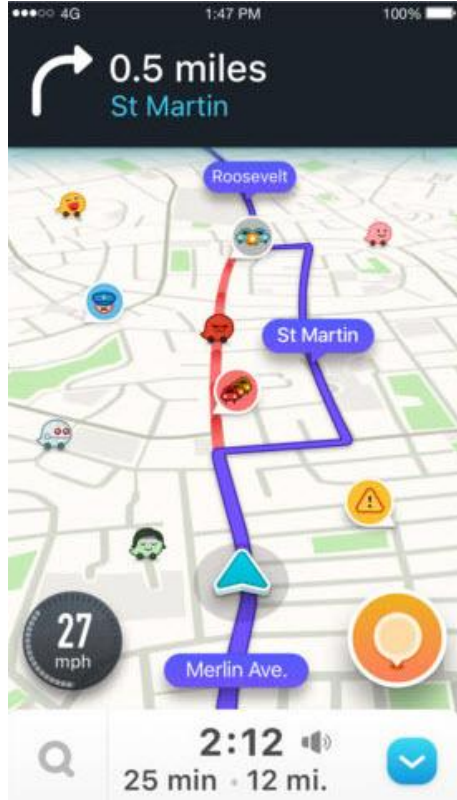 4G 1:47 PM 100%
0.5 miles
St Martin
Roosevelt
St Martin
27
mph
Merlin Ave.
2:12
25 min · 12 mi.